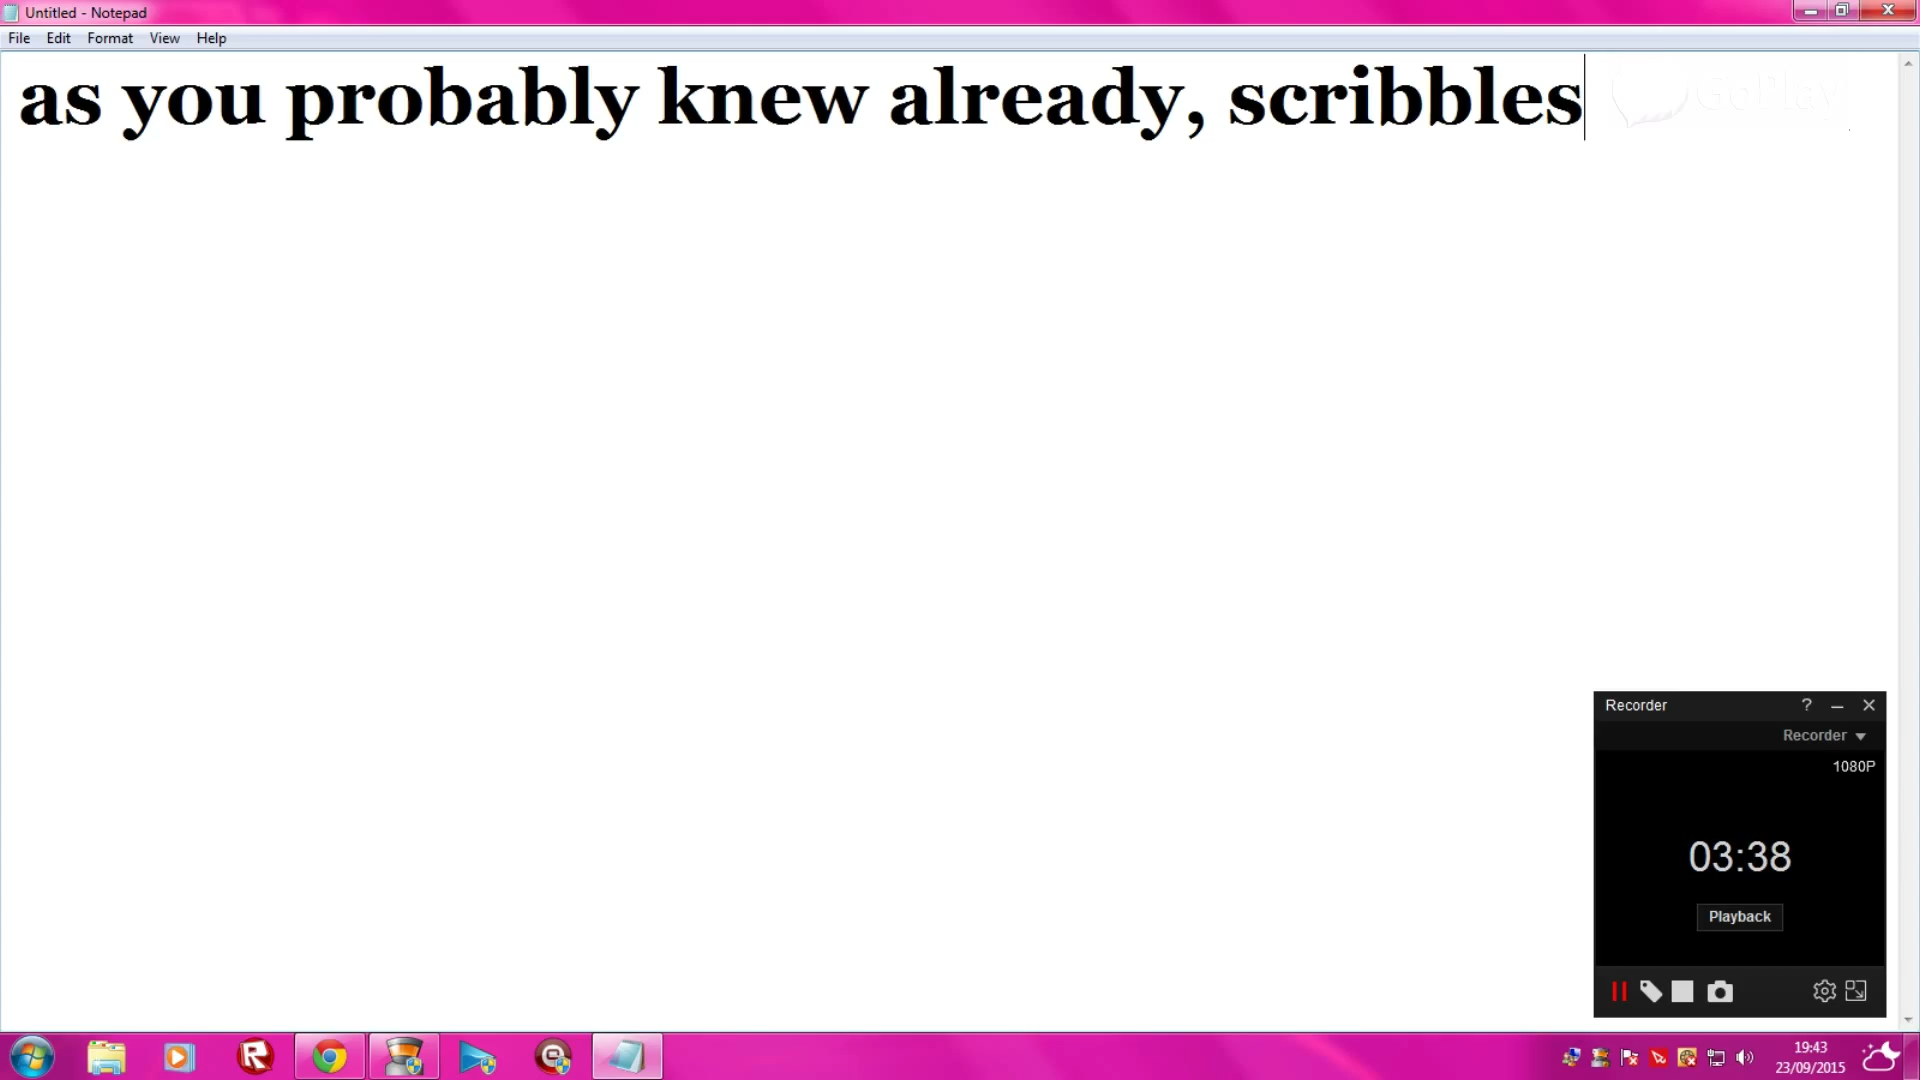 Untitled - Notepad
File Edit Format View Help
as you probably knew already, scribbles
GoPlay
Recorder ?
Recorder
1080P
03:38
Playback
19:43
23/09/2015